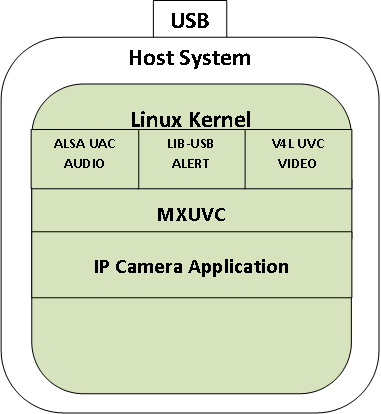 USB
Host System
Linux Kernel
ALSA UAC
AUDIO
LIB-USB
ALERT
V4L UVC
VIDEO
MXUVC
IP Camera Application